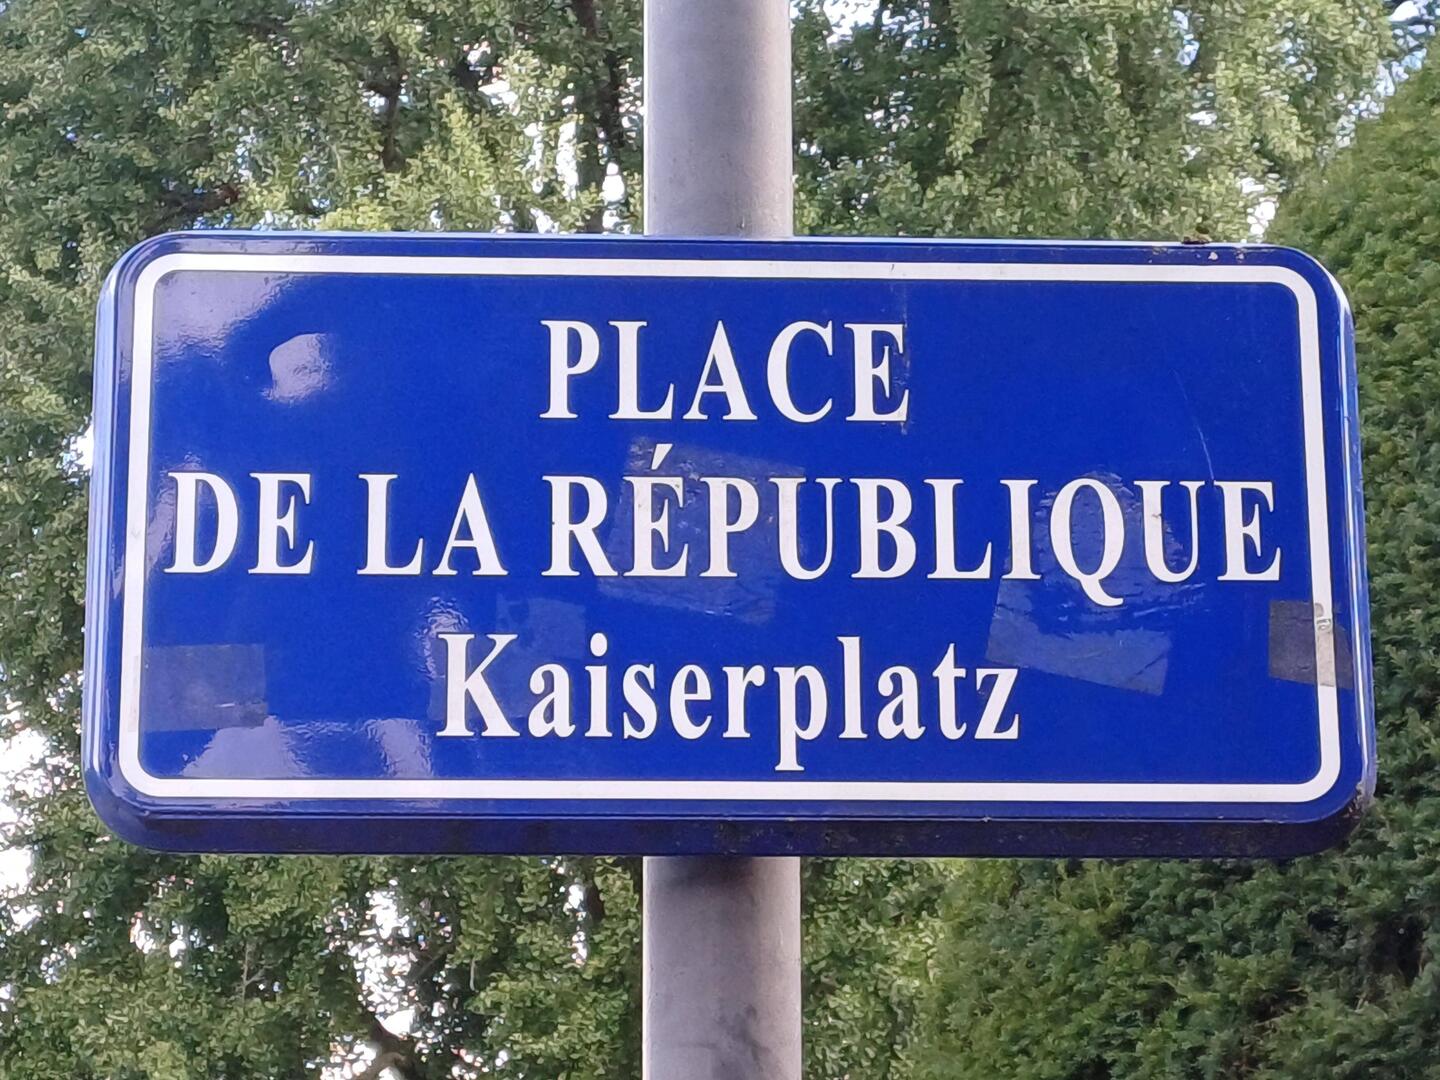 PLACE
DE LA RÉPUBLIQUE
Kaiserplatz